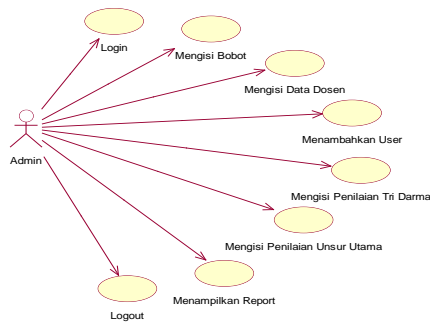 Login
Mengisi Bobot
Mengisi Data Dosen
Menambahkan User
Admin
Mengisi Penilaian Tri Darma
Mengisi Penilaian Unsur Utama
Menampilkan Report
Logout